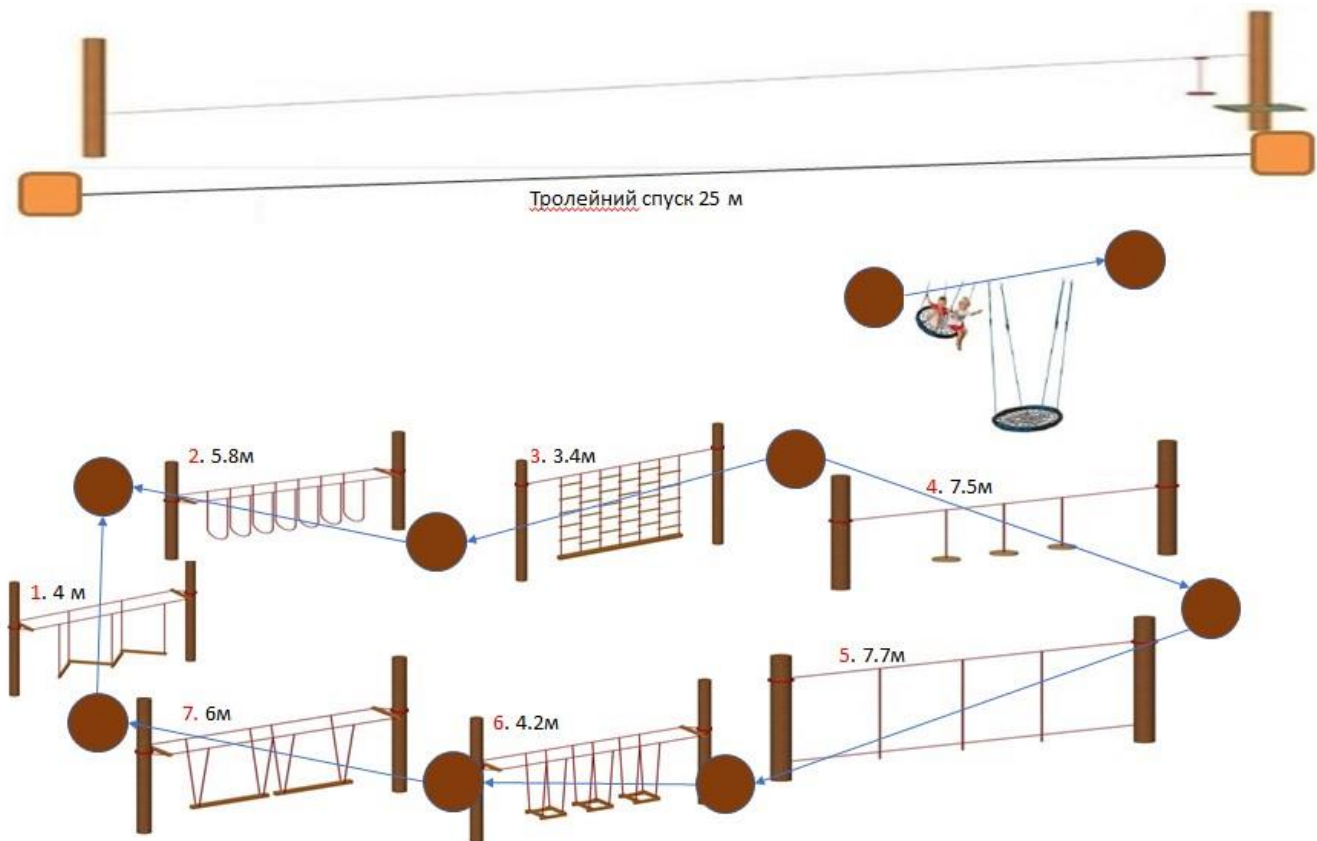 Тролейний спуск 25 м
2. 5.8м
3. 3.4м
4. 7.5м
1. 4 м
5. 7.7м
7. 6м
6. 4.2м